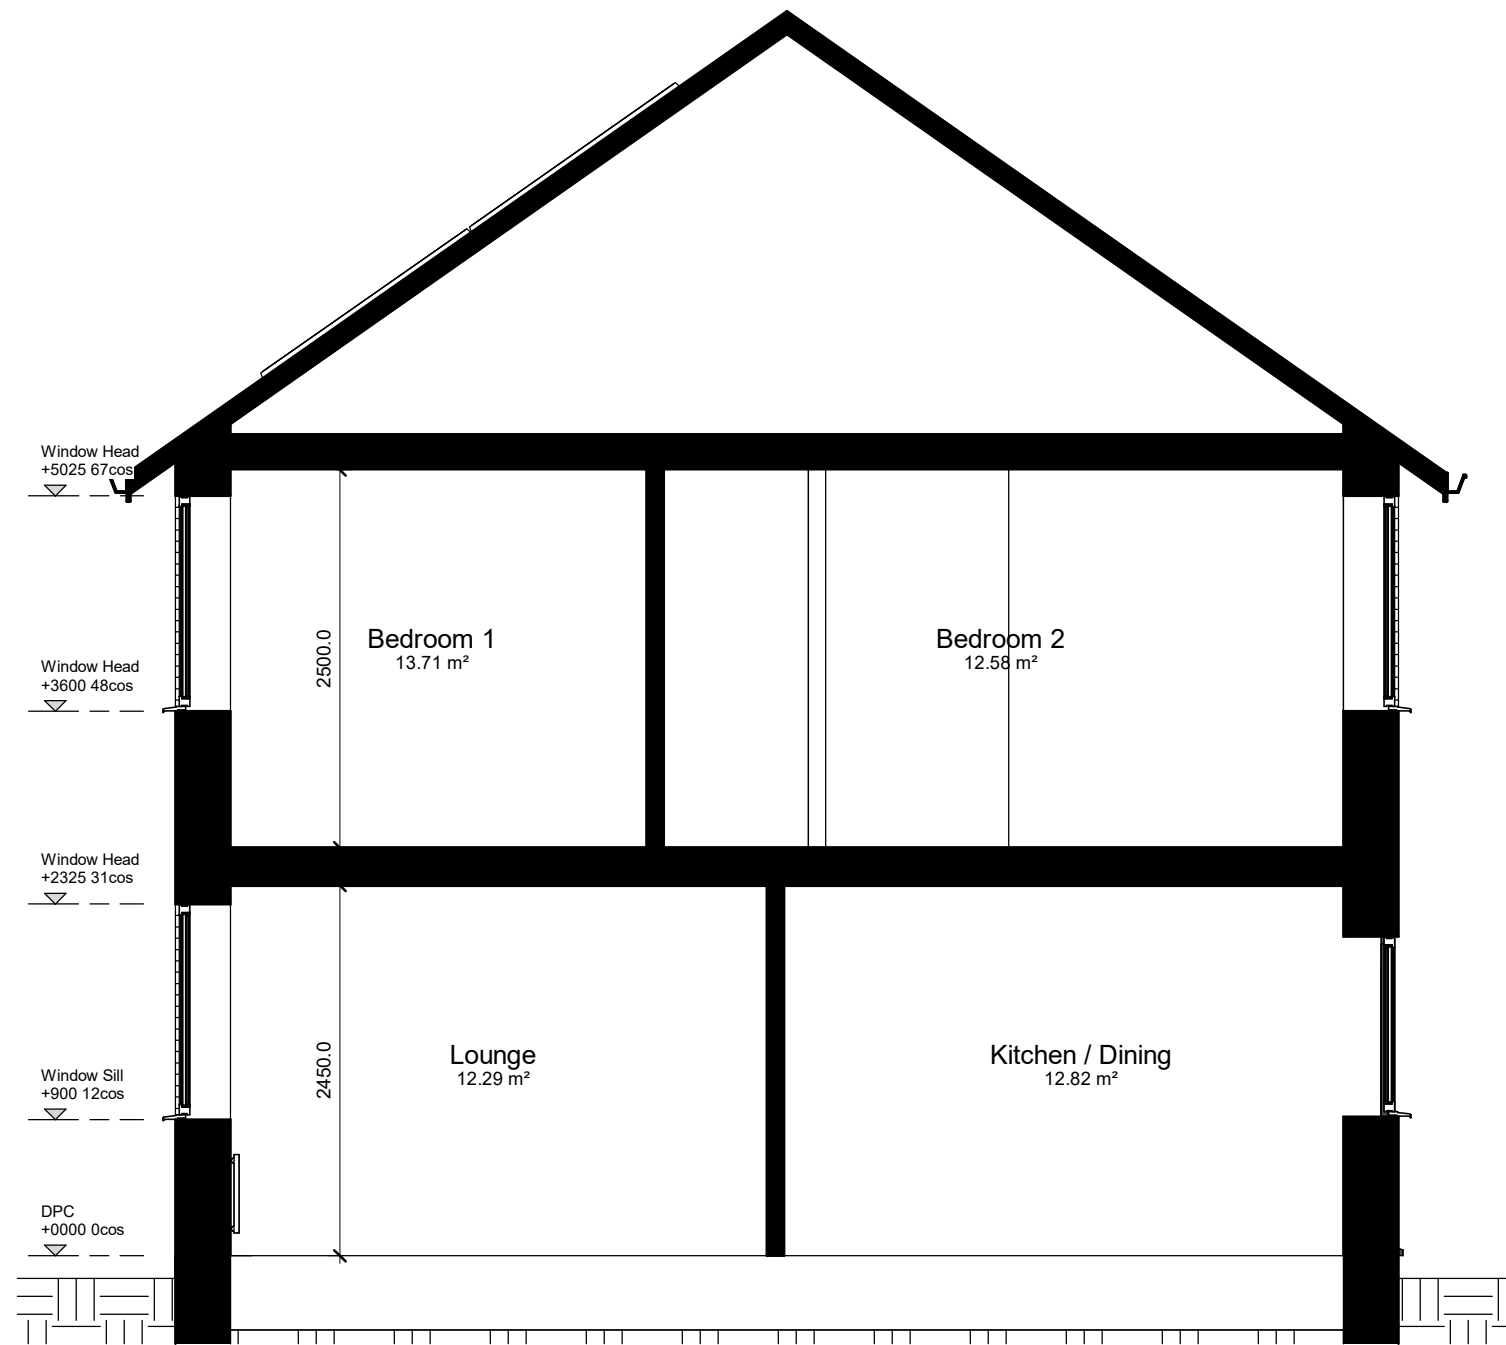 Window Head
+5025 67cos
Window Head
+3600 48cos
2500.0
Bedroom 1
13.71 m²
Bedroom 2
12.58 m²
Window Head
+2325 31cos
Window Sill
+900 12cos
2450.0
Lounge
12.29 m²
Kitchen / Dining
12.82 m²
DPC
+0000 0cos